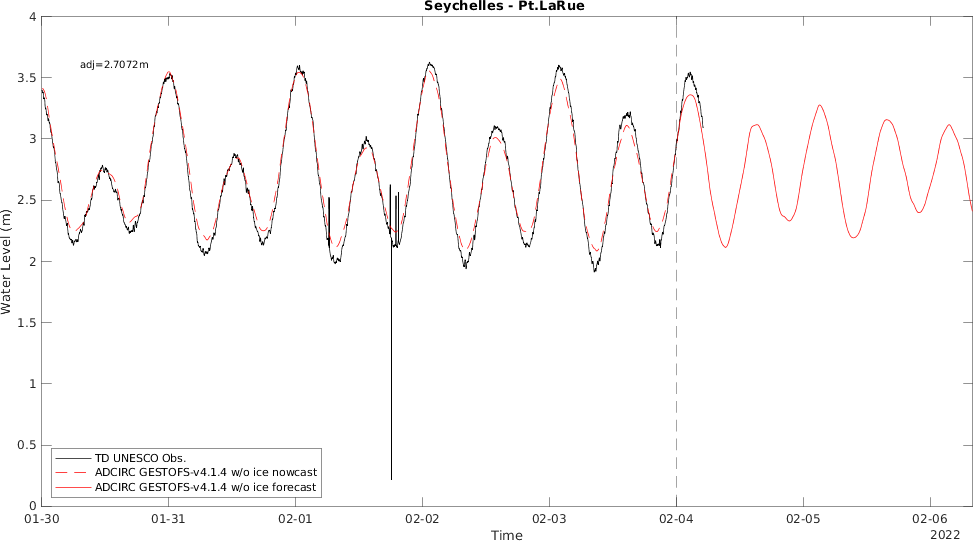 Seychelles - Pt.LaRue
adj=2.7072m
Water Level (m)
4
3.5
3
2.5
2
1.5
1
0.5
0
TD UNESCO Obs.
ADCIRC GESTOFS-v4.1.4 w/o ice nowcast
ADCIRC GESTOFS-v4.1.4 w/o ice forecast
01-30 01-31 02-01 02-02 02-03 02-04 02-05 02-06
Time
2022